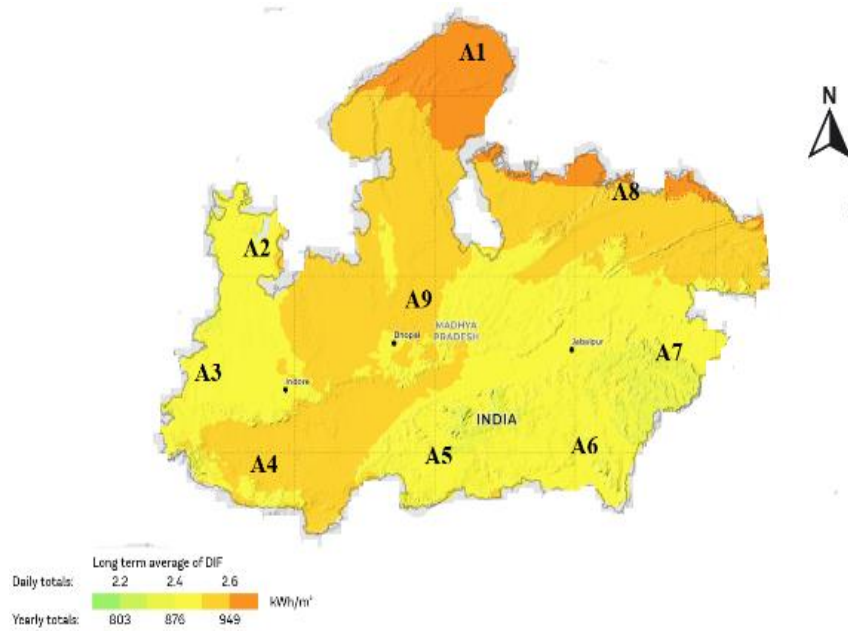 A1
N
A8
A2
A9
MADHYA
PRADESH
Bhopal
Jabalpur
A7
A3
Indore
INDIA
A6
A5
A4
Long term average of DIF
Daily totals: 2.2 2.4 2.6
kWh/m²
Yearly totals: 803 876 949